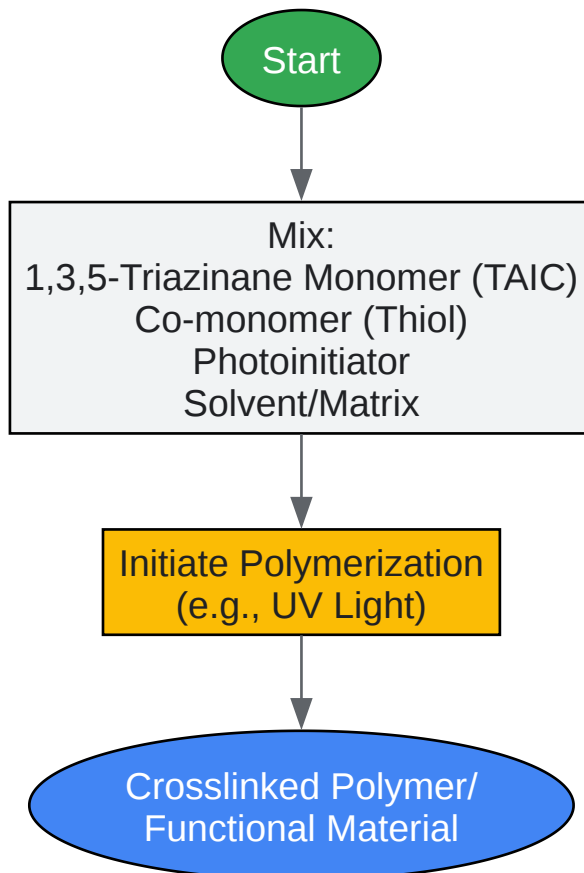 Start
Mix:
1,3,5-Triazinane Monomer (TAIC)
Co-monomer (Thiol)
Photoinitiator
Solvent/Matrix
Initiate Polymerization
(e.g., UV Light)
Crosslinked Polymer/
Functional Material